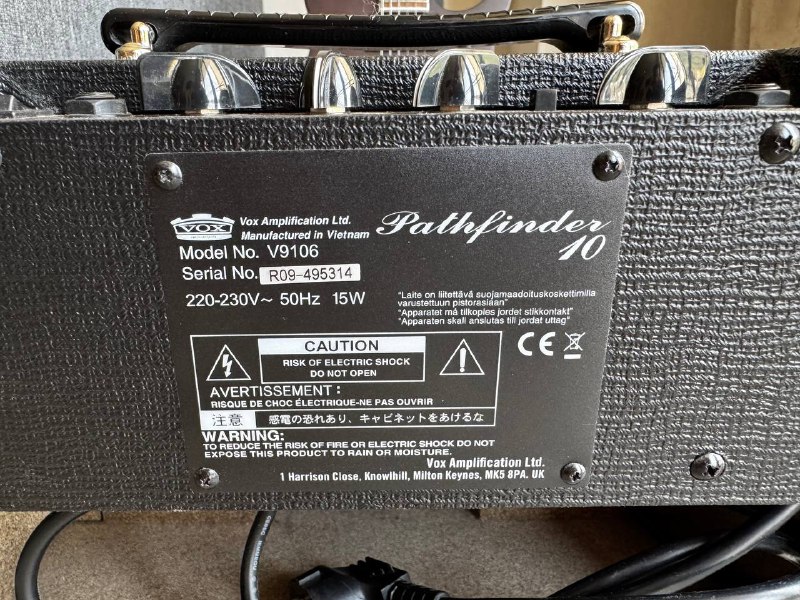 VOX
Vox Amplification Ltd.
Manufactured in Vietnam
Pathfinder
10
Model No. V9106
Serial No. R09-495314
220-230V~ 50Hz 15W
"Laite on liitettävä suojamaadoituskoskettimilla
varustettuun pistorasiaan"
"Apparatet må tilkoples jordet stikkontakt"
"Apparaten skall anslutas till jordet uttag"
CAUTION
RISK OF ELECTRIC SHOCK
DO NOT OPEN
CE
AVERTISSEMENT :
RISQUE DE CHOC ÉLECTRIQUE-NE PAS OUVRIR
注意 感電の恐れあり、キャビネットをあけるな
WARNING:
TO REDUCE THE RISK OF FIRE OR ELECTRIC SHOCK DO NOT
EXPOSE THIS PRODUCT TO RAIN OR MOISTURE.
Vox Amplification Ltd.
1 Harrison Close, Knowlhill, Milton Keynes, MK5 8PA. UK